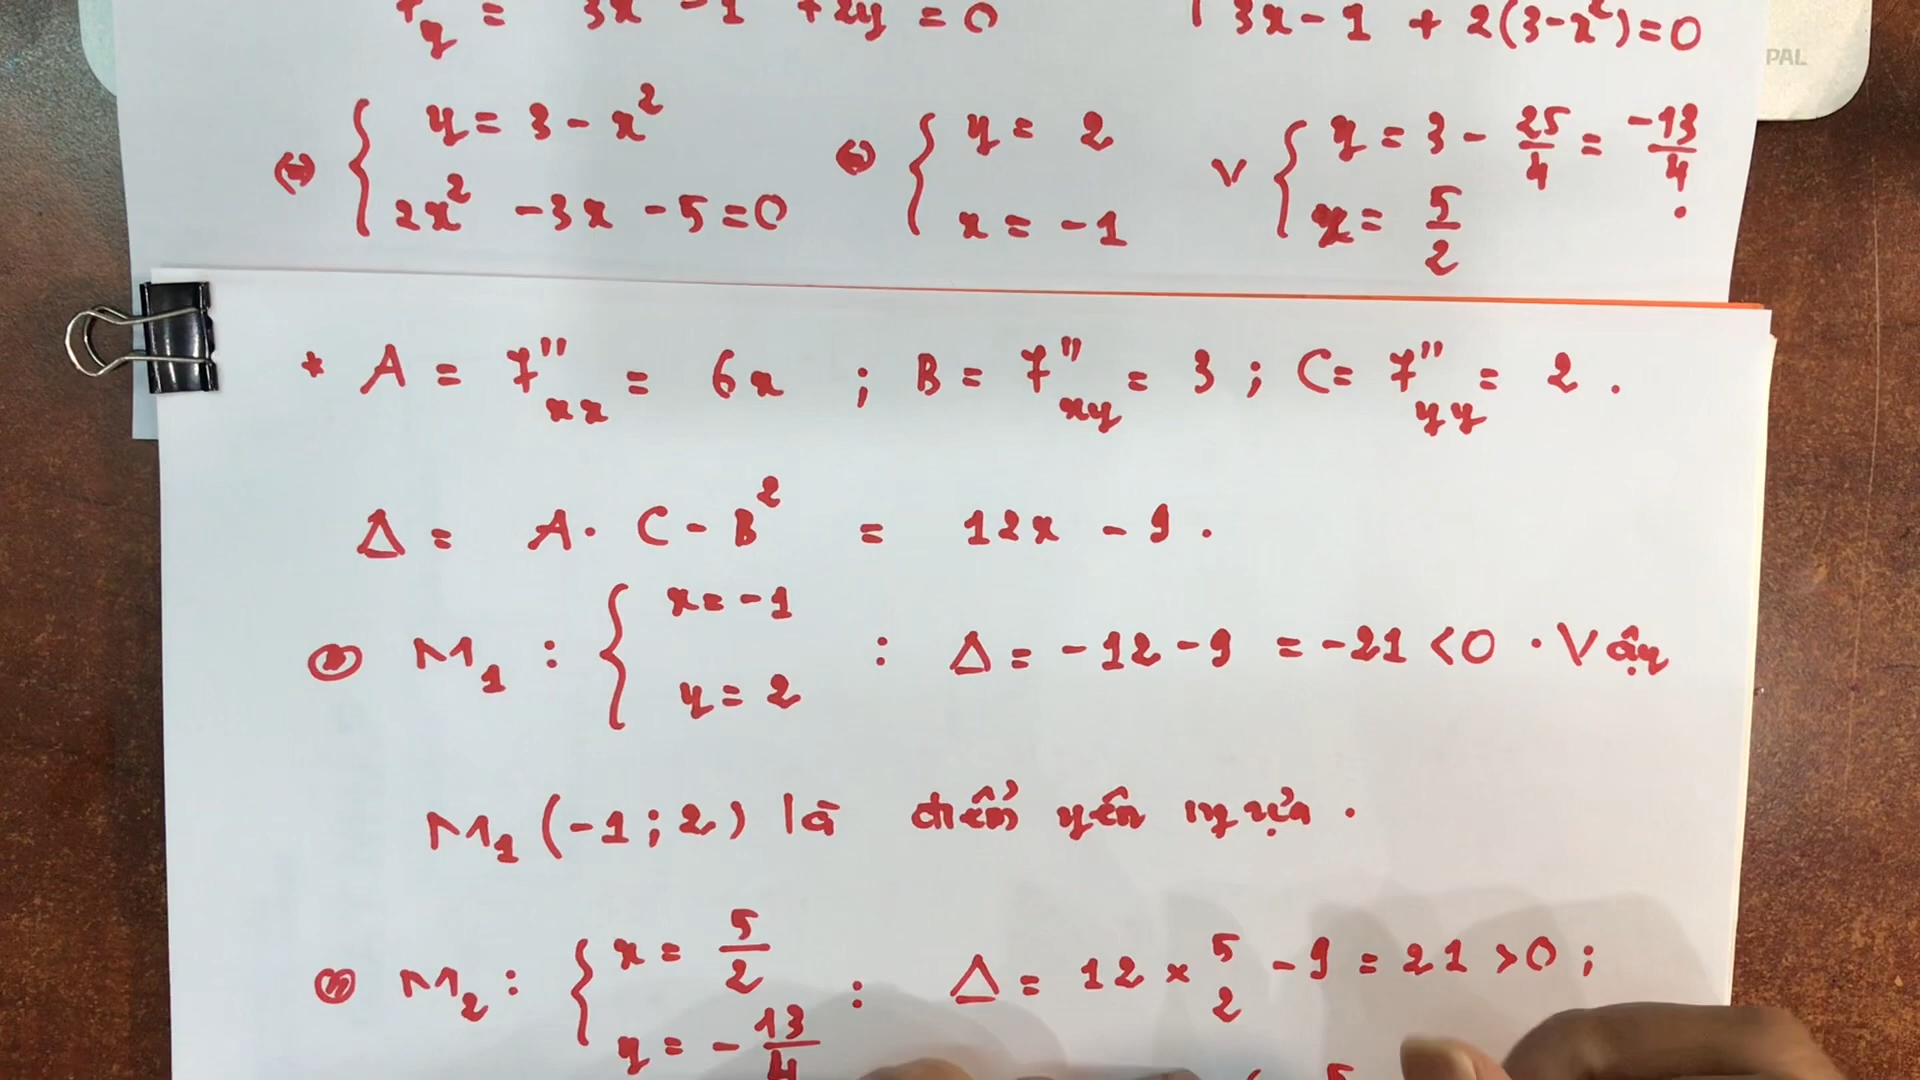 f'y = 3x - 1 + 2y = 0 3x - 1 + 2(3 - x²) = 0
PAL
(⇔) { y = 3 - x² (⇔) { y = 2 ∨ { y = 3 - 25/4 = -13/4 .
2x² - 3x - 5 = 0 x = -1 x = 5/2
* A = f''xx = 6x ; B = f''xy = 3 ; C = f''yy = 2 .
Δ = A. C - B² = 12x - 9 .
M₁ : { x = -1 y = 2 : Δ = -12 - 9 = -21 < 0 . Vậy
M₁ (-1 ; 2) là điểm yên ngựa .
M₂ : { x = 5/2 y = -13/4 : Δ = 12 × 5/2 - 9 = 21 > 0 ;